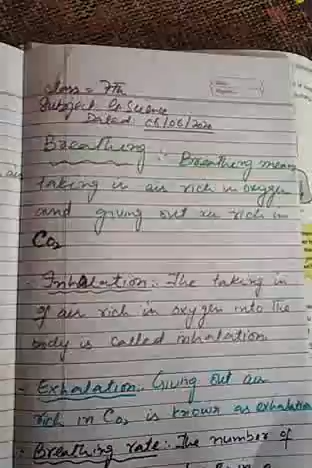 Class = 7th
Subject Science
Dated 05/06/2020
Breathing :- Breathing means
taking in air rich in oxygen
and giving out air rich in
Co2
- Inhalation :- The taking in
of air rich in oxygen into the
body is called inhalation
- Exhalation :- Giving out air
rich in Co2 is known as exhalation
- Breathing rate :- The number of